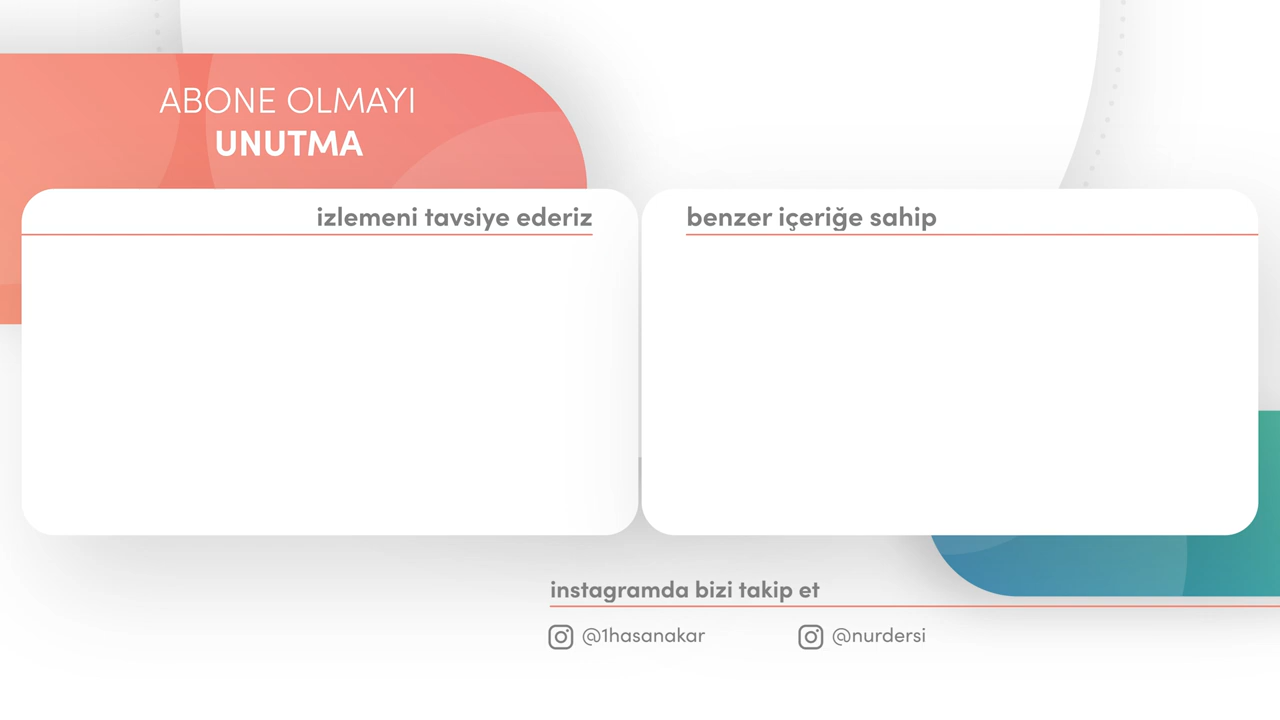 ABONE OLMAYI
UNUTMA
izlemeni tavsiye ederiz
benzer içeriğe sahip
instagramda bizi takip et
@1hasanakar
@nurdersi